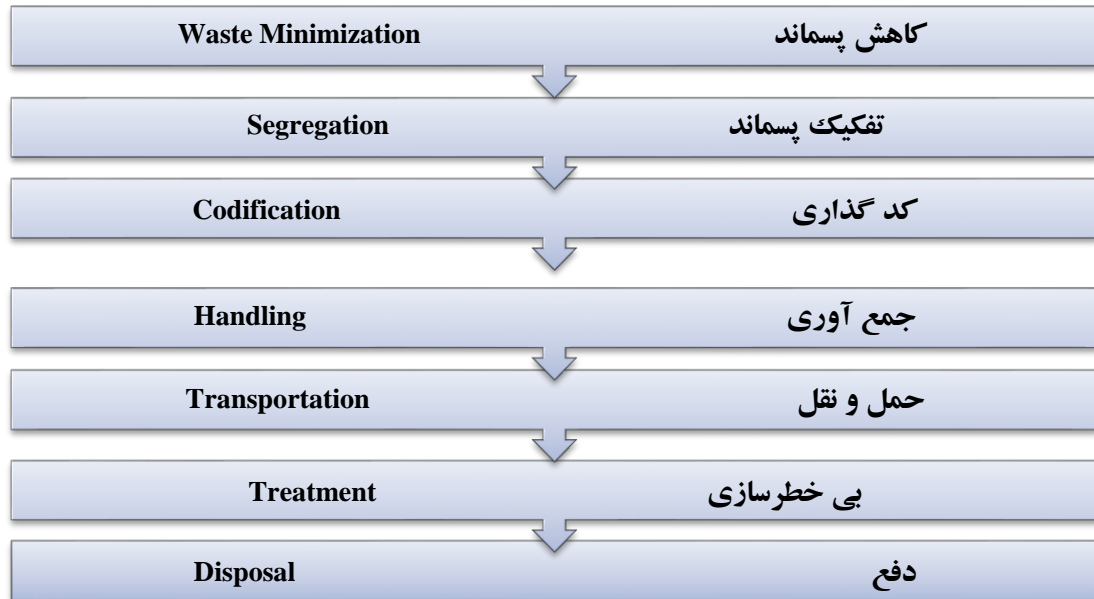 Waste Minimization کاهش پسماند
Segregation تفکیک پسماند
Codification کد گذاری
Handling جمع آوری
Transportation حمل و نقل
Treatment بی خطرسازی
Disposal دفع